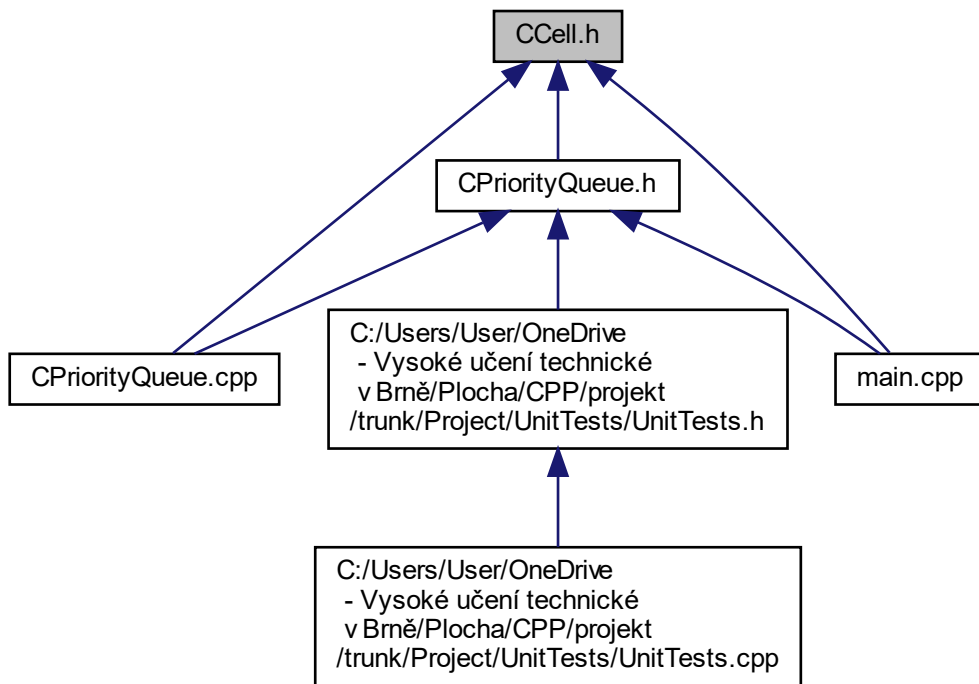 CCell.h
CPriorityQueue.h
CPriorityQueue.cpp
C:/Users/User/OneDrive
- Vysoké učení technické
v Brně/Plocha/CPP/projekt
/trunk/Project/UnitTests/UnitTests.h
main.cpp
C:/Users/User/OneDrive
- Vysoké učení technické
v Brně/Plocha/CPP/projekt
/trunk/Project/UnitTests/UnitTests.cpp